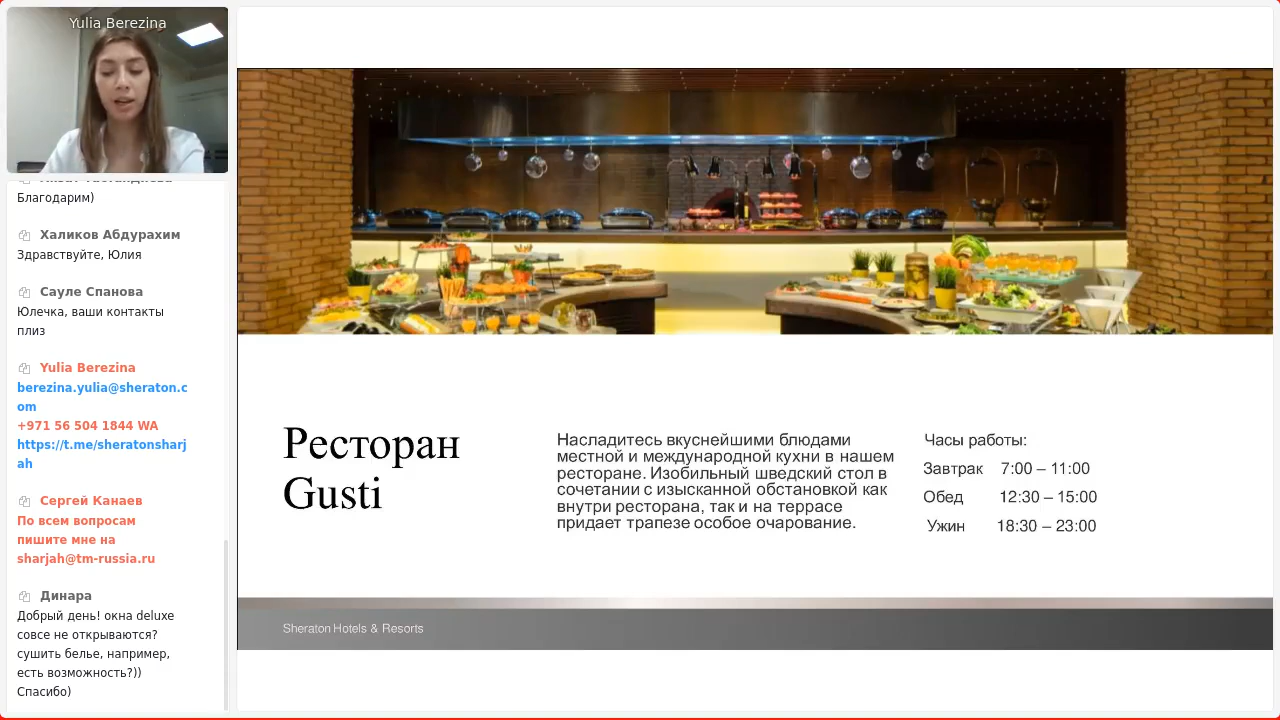 Yulia Berezina
Благодарим)
Халиков Абдурахим
Здравствуйте, Юлия
Сауле Спанова
Юлечка, ваши контакты
плиз
Yulia Berezina
berezina.yulia@sheraton.c
om
+971 56 504 1844 WA
https://t.me/sheratonsharj
ah
Сергей Канаев
По всем вопросам
пишите мне на
sharjah@tm-russia.ru
Динара
Добрый день! окна deluxe
совсе не открываются?
сушить белье, например,
есть возможность?))
Спасибо)
Ресторан
Gusti
Насладитесь вкуснейшими блюдами
местной и международной кухни в нашем
ресторане. Изобильный шведский стол в
сочетании с изысканной обстановкой как
внутри ресторана, так и на террасе
придает трапезе особое очарование.
Часы работы:
Завтрак 7:00 – 11:00
Обед 12:30 – 15:00
Ужин 18:30 – 23:00
Sheraton Hotels & Resorts